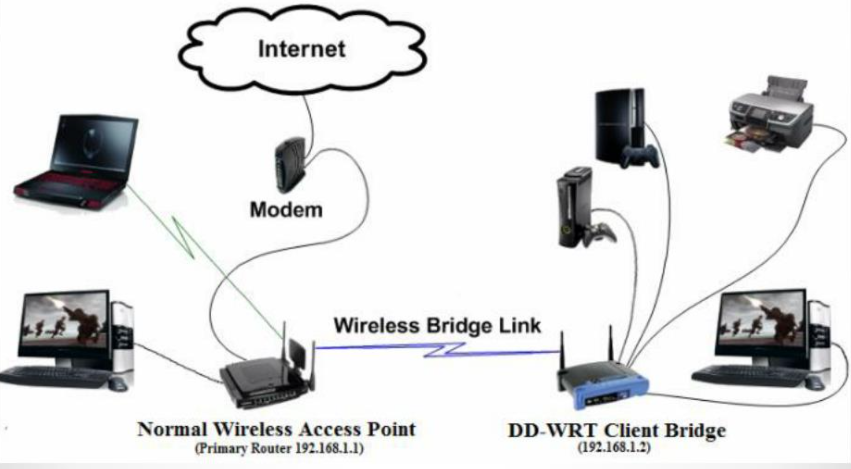 Internet
Modem
Wireless Bridge Link
Normal Wireless Access Point
(Primary Router 192.168.1.1)
DD-WRT Client Bridge
(192.168.1.2)